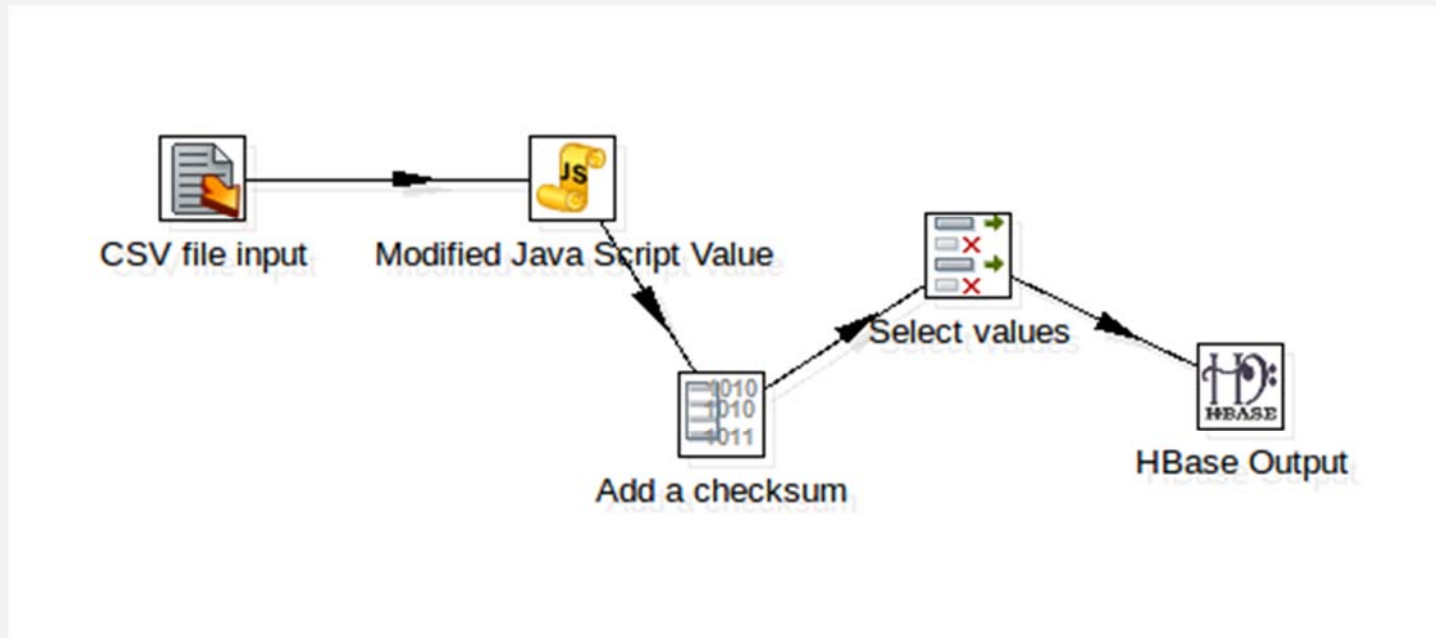 JS
CSV file input
Modified Java Script Value
Select values
1010
1010
1011
HBASE
Add a checksum
HBase Output